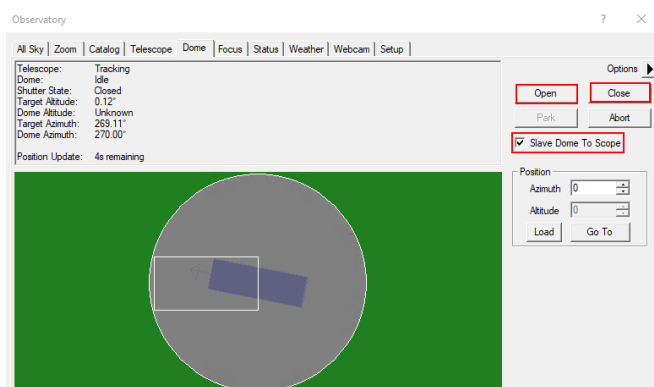 Observatory ? ×
All Sky Zoom Catalog Telescope Dome Focus Status Weather Webcam Setup
Telescope: Tracking
Dome: Idle
Shutter State: Closed
Target Altitude: 0.12°
Dome Altitude: Unknown
Target Azimuth: 269.11°
Dome Azimuth: 270.00°
Position Update: 4s remaining
Options
Open Close
Park Abort
Slave Dome To Scope
Position
Azimuth 0
Altitude 0
Load Go To